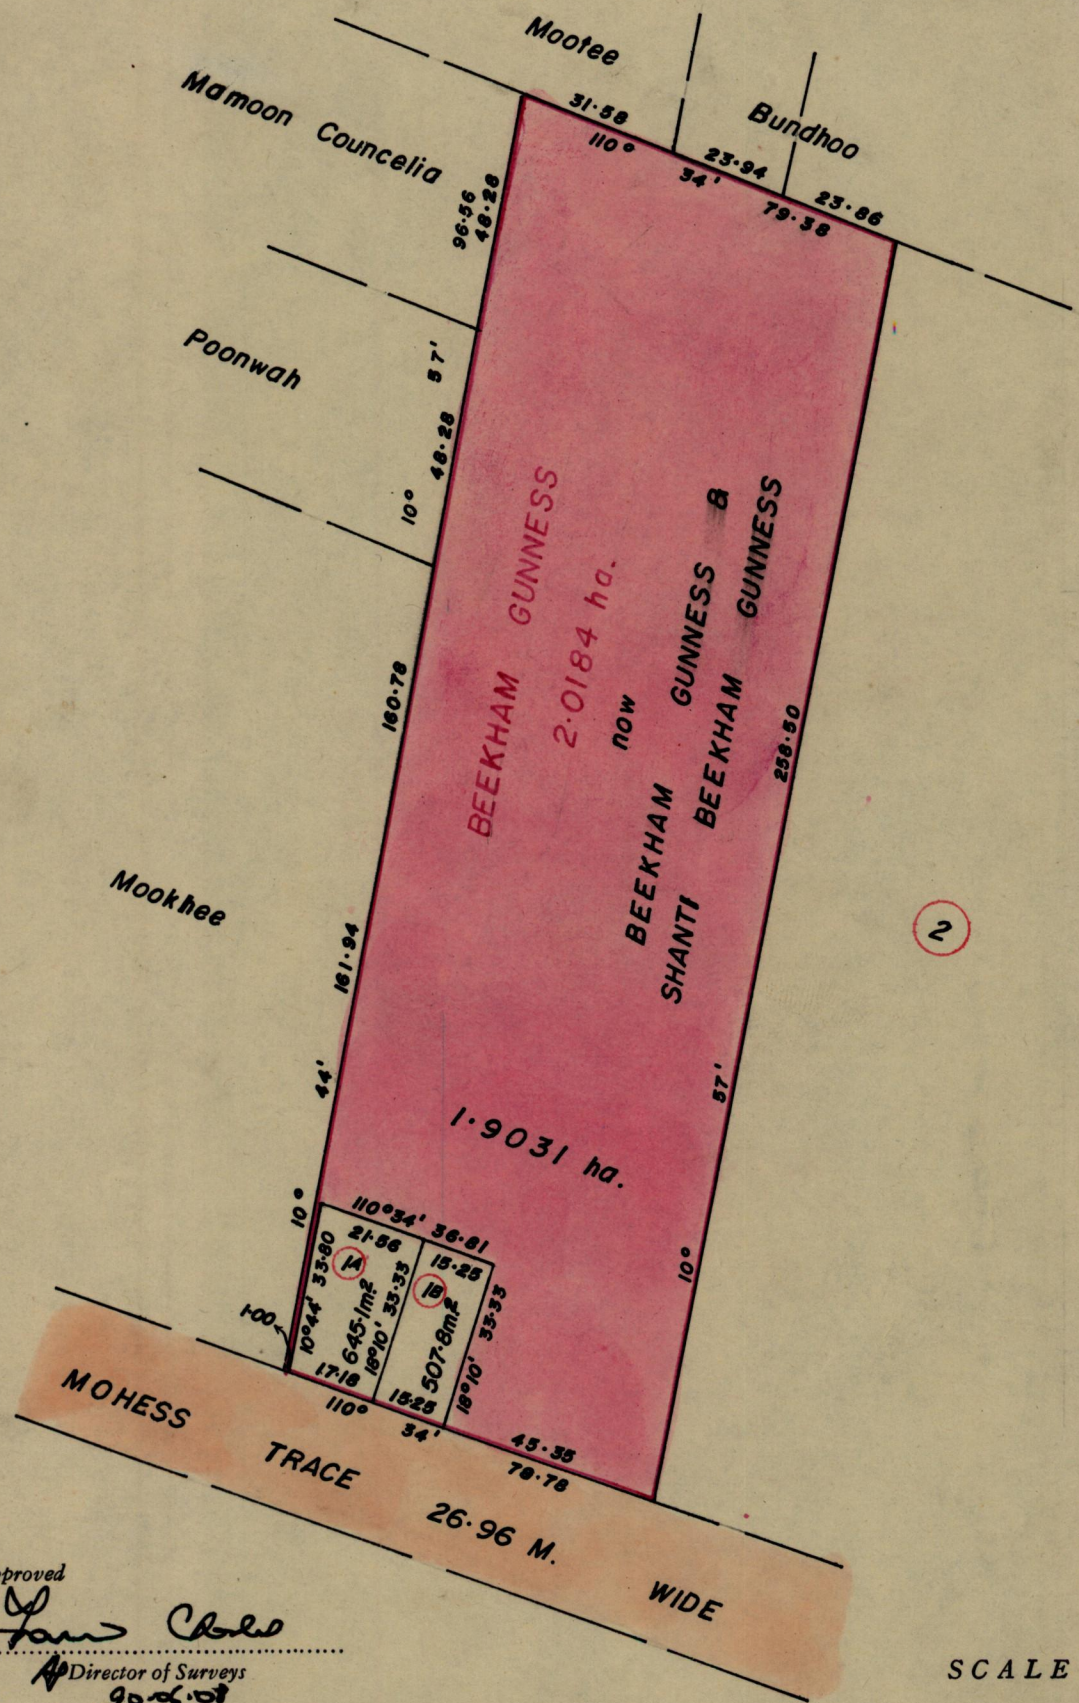 Mootee
Bundhoo
Mamoon Councelia
31·58
110°
23·94
34'
79·38
23·86
96·56
48·28
Poonwah
57'
48·28
10°
BEEKHAM GUNNESS
2·0184 ha.
now
BEEKHAM GUNNESS &
SHANTI BEEKHAM GUNNESS
160·78
258·50
Mookhee
2
161·94
44'
57'
1·9031 ha.
10°
10°
110°34' 36·81
21·56
15·25
1A
1B
10°44' 33·80
645·1m²
18°10' 33·33
507·8m²
18°10' 33·33
1·00
17·18
15·25
110°
34'
45·35
78·78
MOHESS TRACE 26·96 M. WIDE
proved
Director of Surveys
SCALE